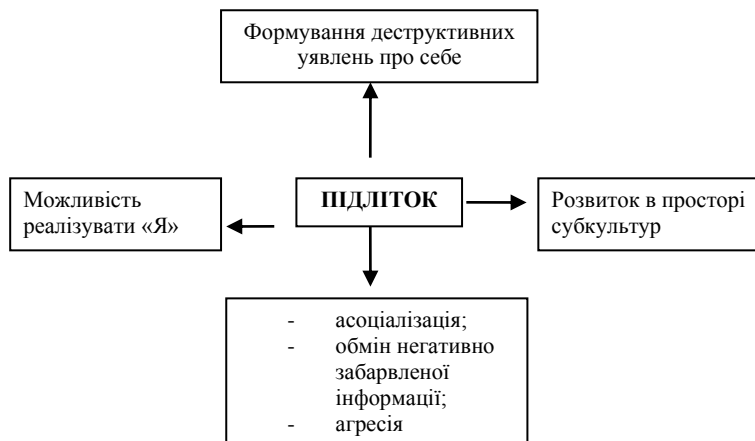 Формування деструктивних
уявлень про себе
Можливість
реалізувати «Я»
ПІДЛІТОК
Розвиток в просторі
субкультур
- асоціалізація;
- обмін негативно
забарвленої
інформації;
- агресія